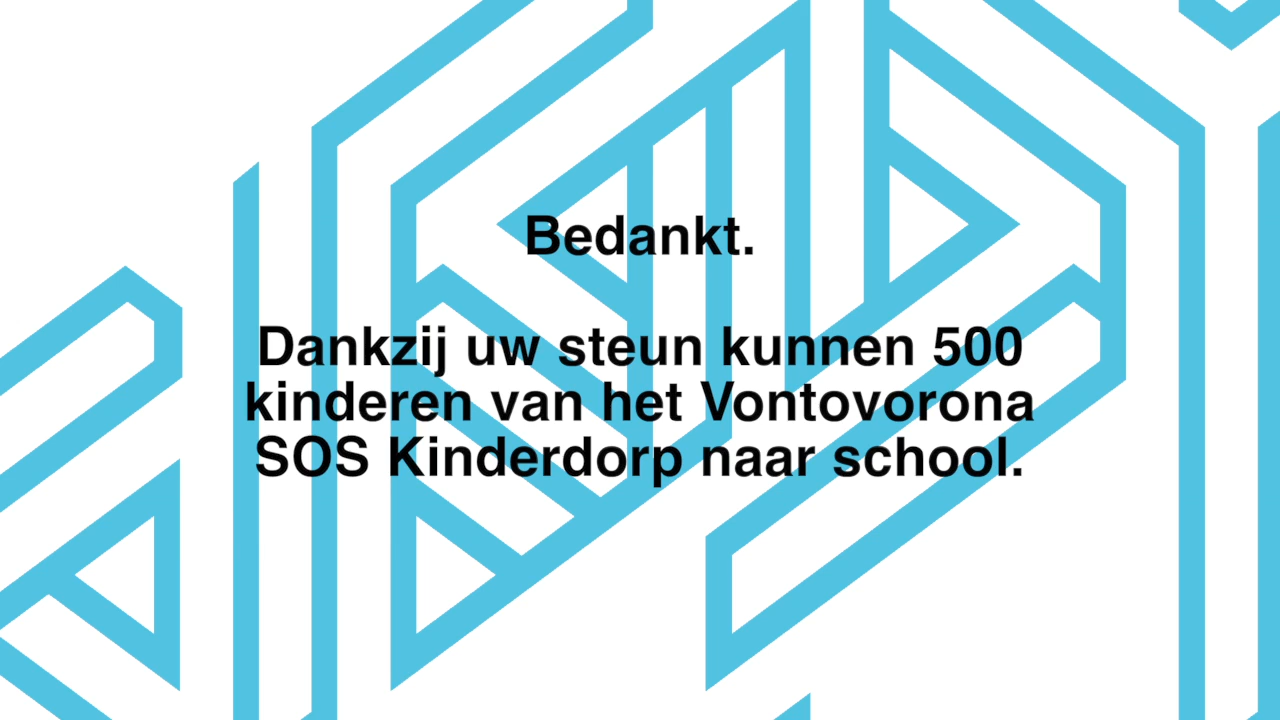 Bedankt.
Dankzij uw steun kunnen 500
kinderen van het Vontovorona
SOS Kinderdorp naar school.